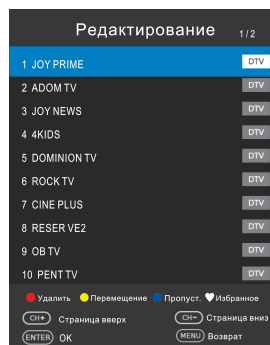 Редактирование 1/2
1 JOY PRIME DTV
2 ADOM TV DTV
3 JOY NEWS DTV
4 4KIDS DTV
5 DOMINION TV DTV
6 ROCK TV DTV
7 CINE PLUS DTV
8 RESER VE2 DTV
9 OB TV DTV
10 PENT TV DTV
Удалить Перемещение Пропуст. Избранное
CH+ Страница вверх CH- Страница вниз
ENTER OK MENU Возврат